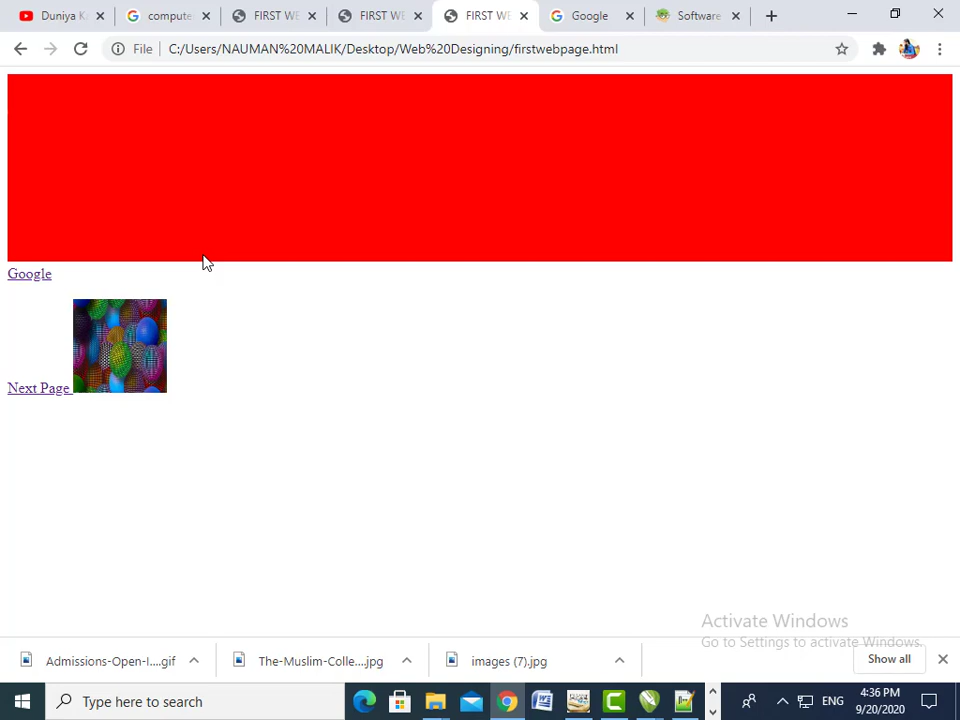 Duniya K
compute
FIRST WE
FIRST WE
FIRST WE
Google
Software
File
C:/Users/NAUMAN%20MALIK/Desktop/Web%20Designing/firstwebpage.html
Google
Next Page
Activate Windows
Go to Settings to activate Windows.
Admissions-Open-I....gif
The-Muslim-Colle....jpg
images (7).jpg
Show all
Type here to search
ENG
4:36 PM
9/20/2020